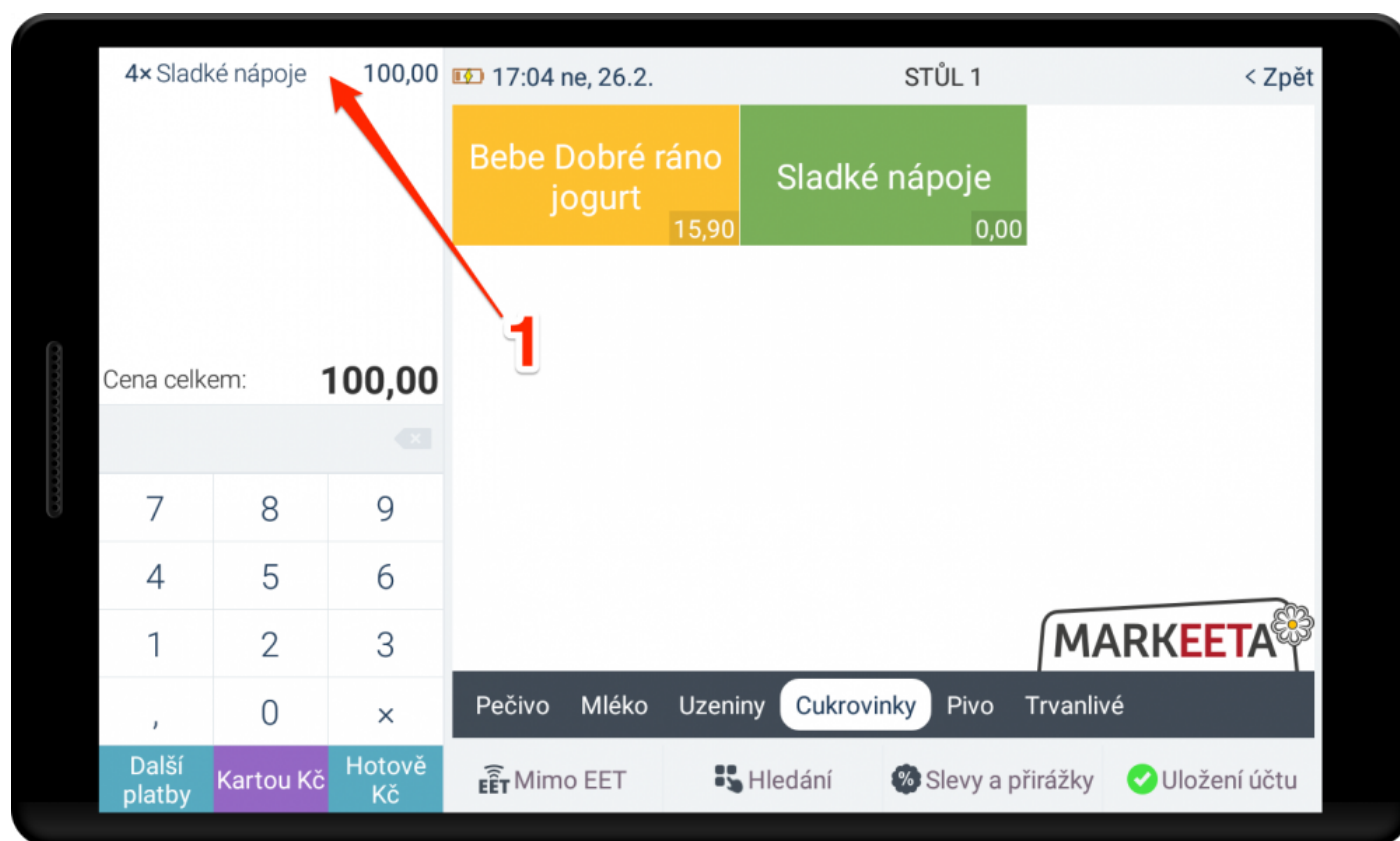 4× Sladké nápoje 100,00
17:04 ne, 26.2. STŮL 1 < Zpět
Bebe Dobré ráno
jogurt
15,90
Sladké nápoje
0,00
1
Cena celkem: 100,00
7 8 9
4 5 6
1 2 3
, 0 ×
MARKEETA
Pečivo Mléko Uzeniny Cukrovinky Pivo Trvanlivé
Další
platby
Kartou Kč
Hotově
Kč
EET Mimo EET Hledání % Slevy a přirážky Uložení účtu